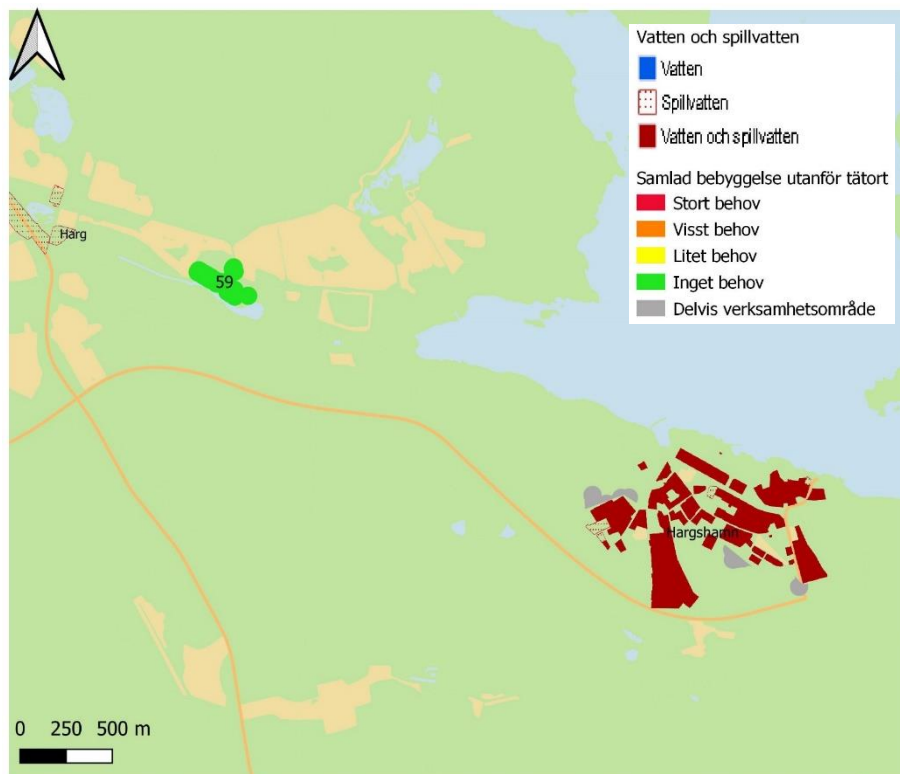 Vatten och spillvatten
Vatten
Spillvatten
Vatten och spillvatten
Samlad bebyggelse utanför tätort
Stort behov
Visst behov
Litet behov
Inget behov
Delvis verksamhetsområde
Harg
59
Hargshamn
0 250 500 m